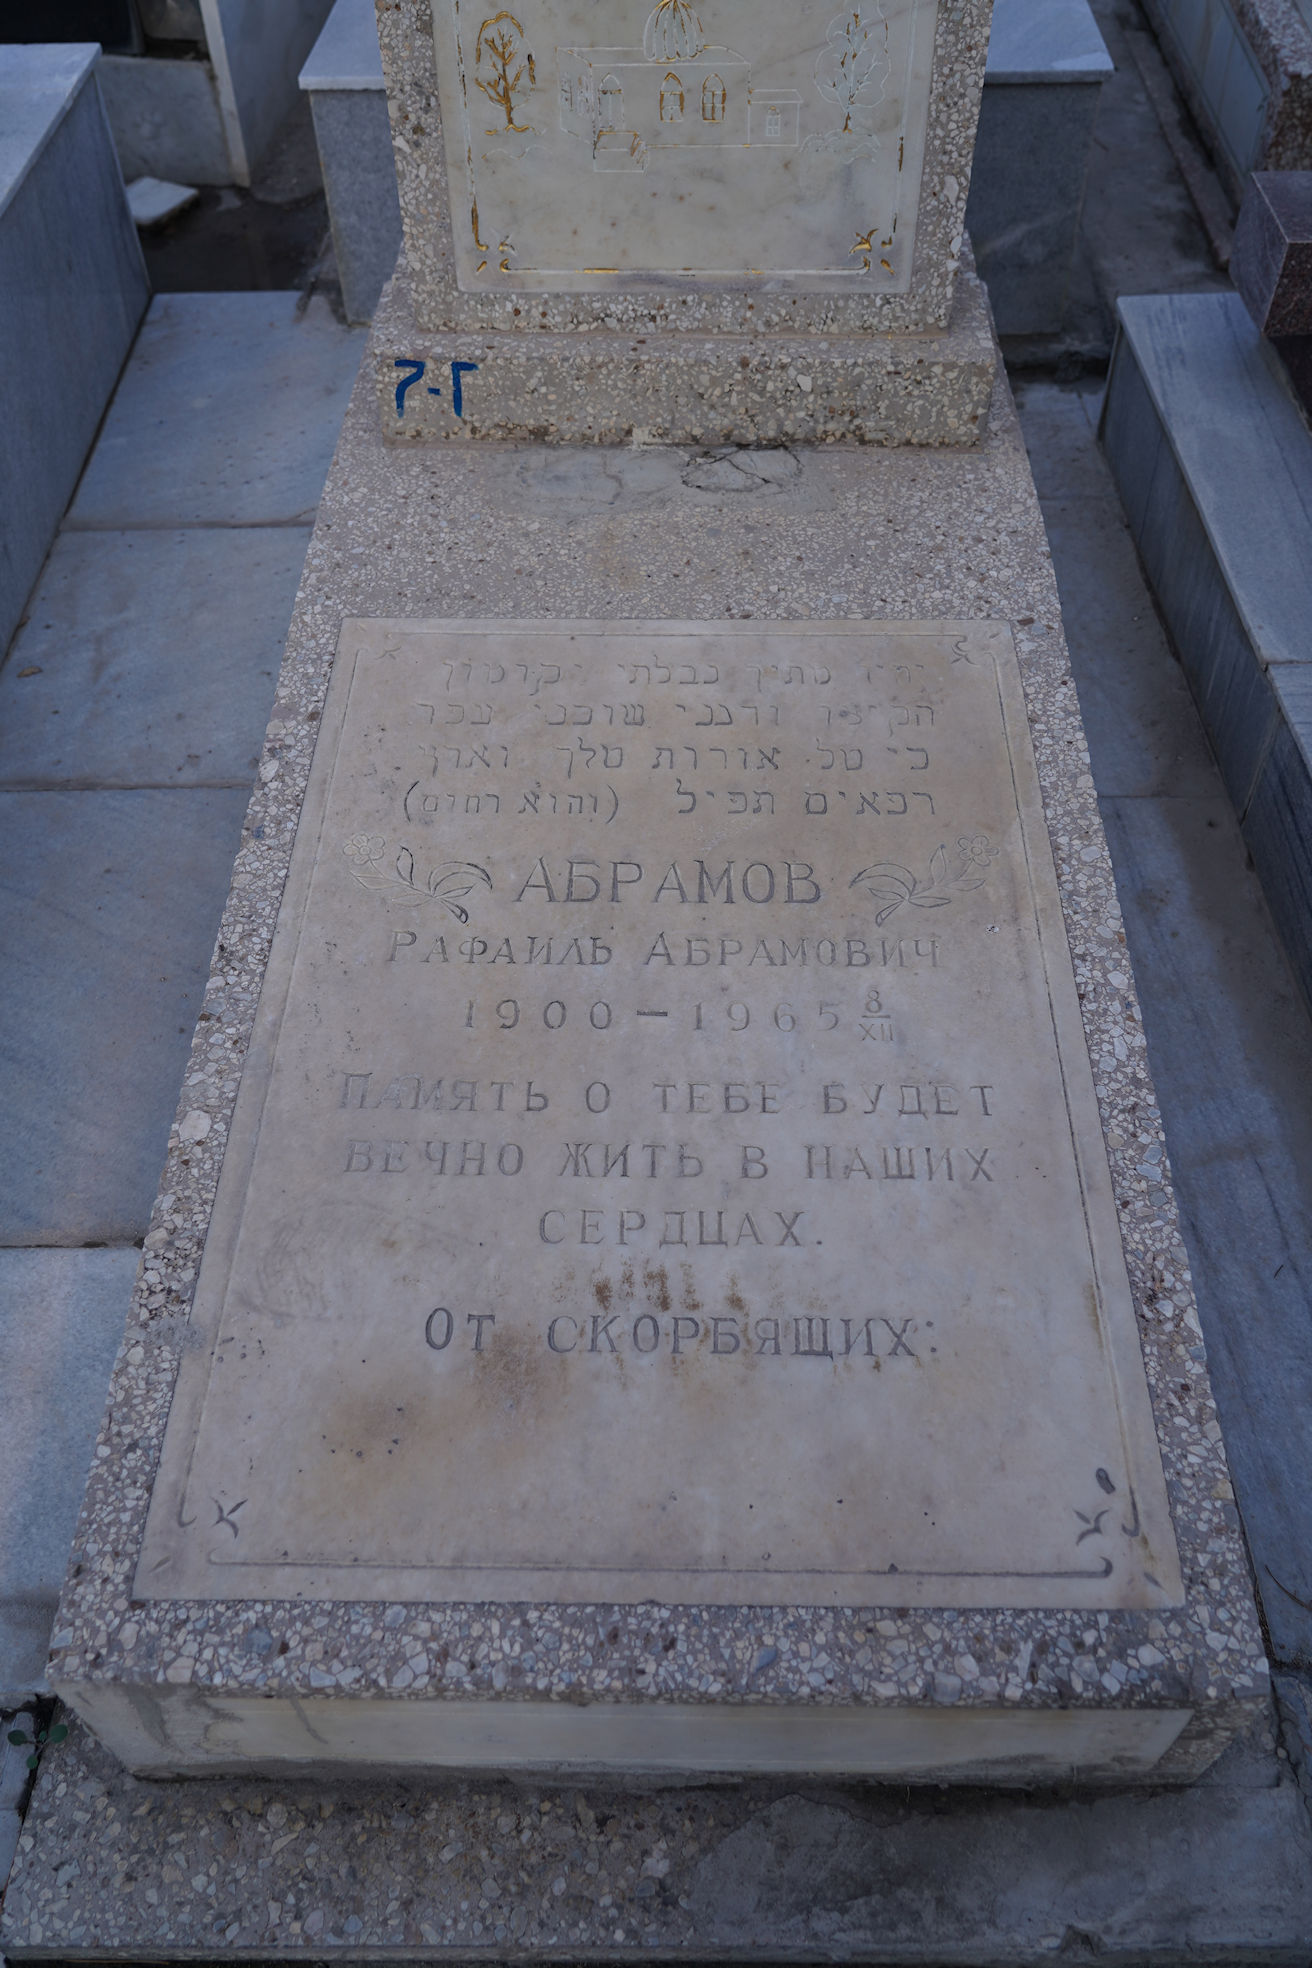 יחיו מתיך נבלתי יקומון
הקיצו ורננו שוכני עפר
כי טל אורות טלך וארץ
רפאים תפיל (והוא רחום)
АБРАМОВ
РАФАИЛЬ АБРАМОВИЧ
1900 – 1965 8/XII
ПАМЯТЬ О ТЕБЕ БУДЕТ
ВЕЧНО ЖИТЬ В НАШИХ
СЕРДЦАХ.
ОТ СКОРБЯЩИХ: